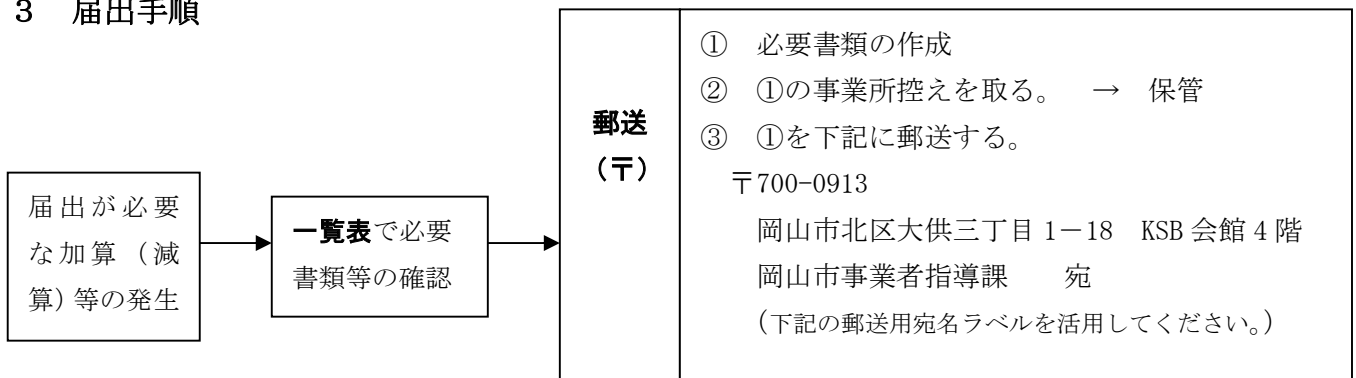 ３　届出手順
届出が必要
な加算（減
算）等の発生
一覧表で必要
書類等の確認
郵送
（〒）
①　必要書類の作成
②　①の事業所控えを取る。　→　保管
③　①を下記に郵送する。
〒700-0913
岡山市北区大供三丁目 1－18　KSB 会館 4 階
岡山市事業者指導課　　宛
(下記の郵送用宛名ラベルを活用してください。)